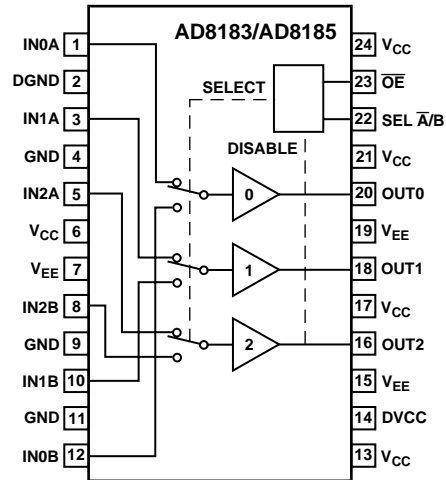 AD8183/AD8185
IN0A 1
DGND 2
IN1A 3
GND 4
IN2A 5
VCC 6
VEE 7
IN2B 8
GND 9
IN1B 10
GND 11
IN0B 12
SELECT
DISABLE
0
1
2
24 VCC
23 O̅E̅
22 SEL A̅/B
21 VCC
20 OUT0
19 VEE
18 OUT1
17 VCC
16 OUT2
15 VEE
14 DVCC
13 VCC